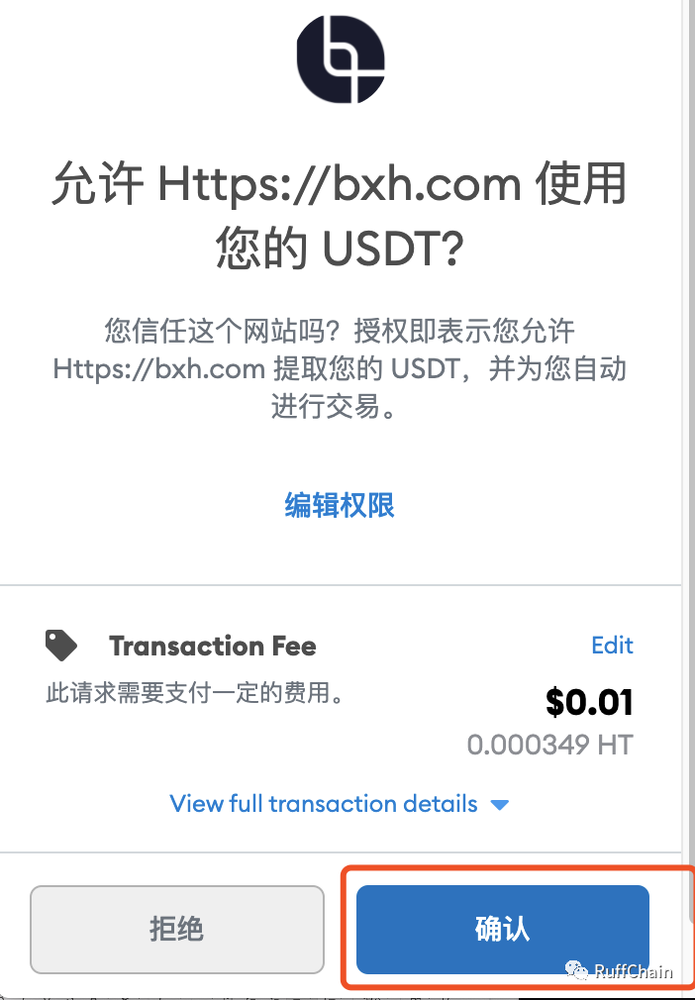 允许 Https://bxh.com 使用
您的 USDT?
您信任这个网站吗？授权即表示您允许
Https://bxh.com 提取您的 USDT，并为您自动
进行交易。
编辑权限
Transaction Fee
Edit
此请求需要支付一定的费用。
$0.01
0.000349 HT
View full transaction details
拒绝
确认
RuffChain